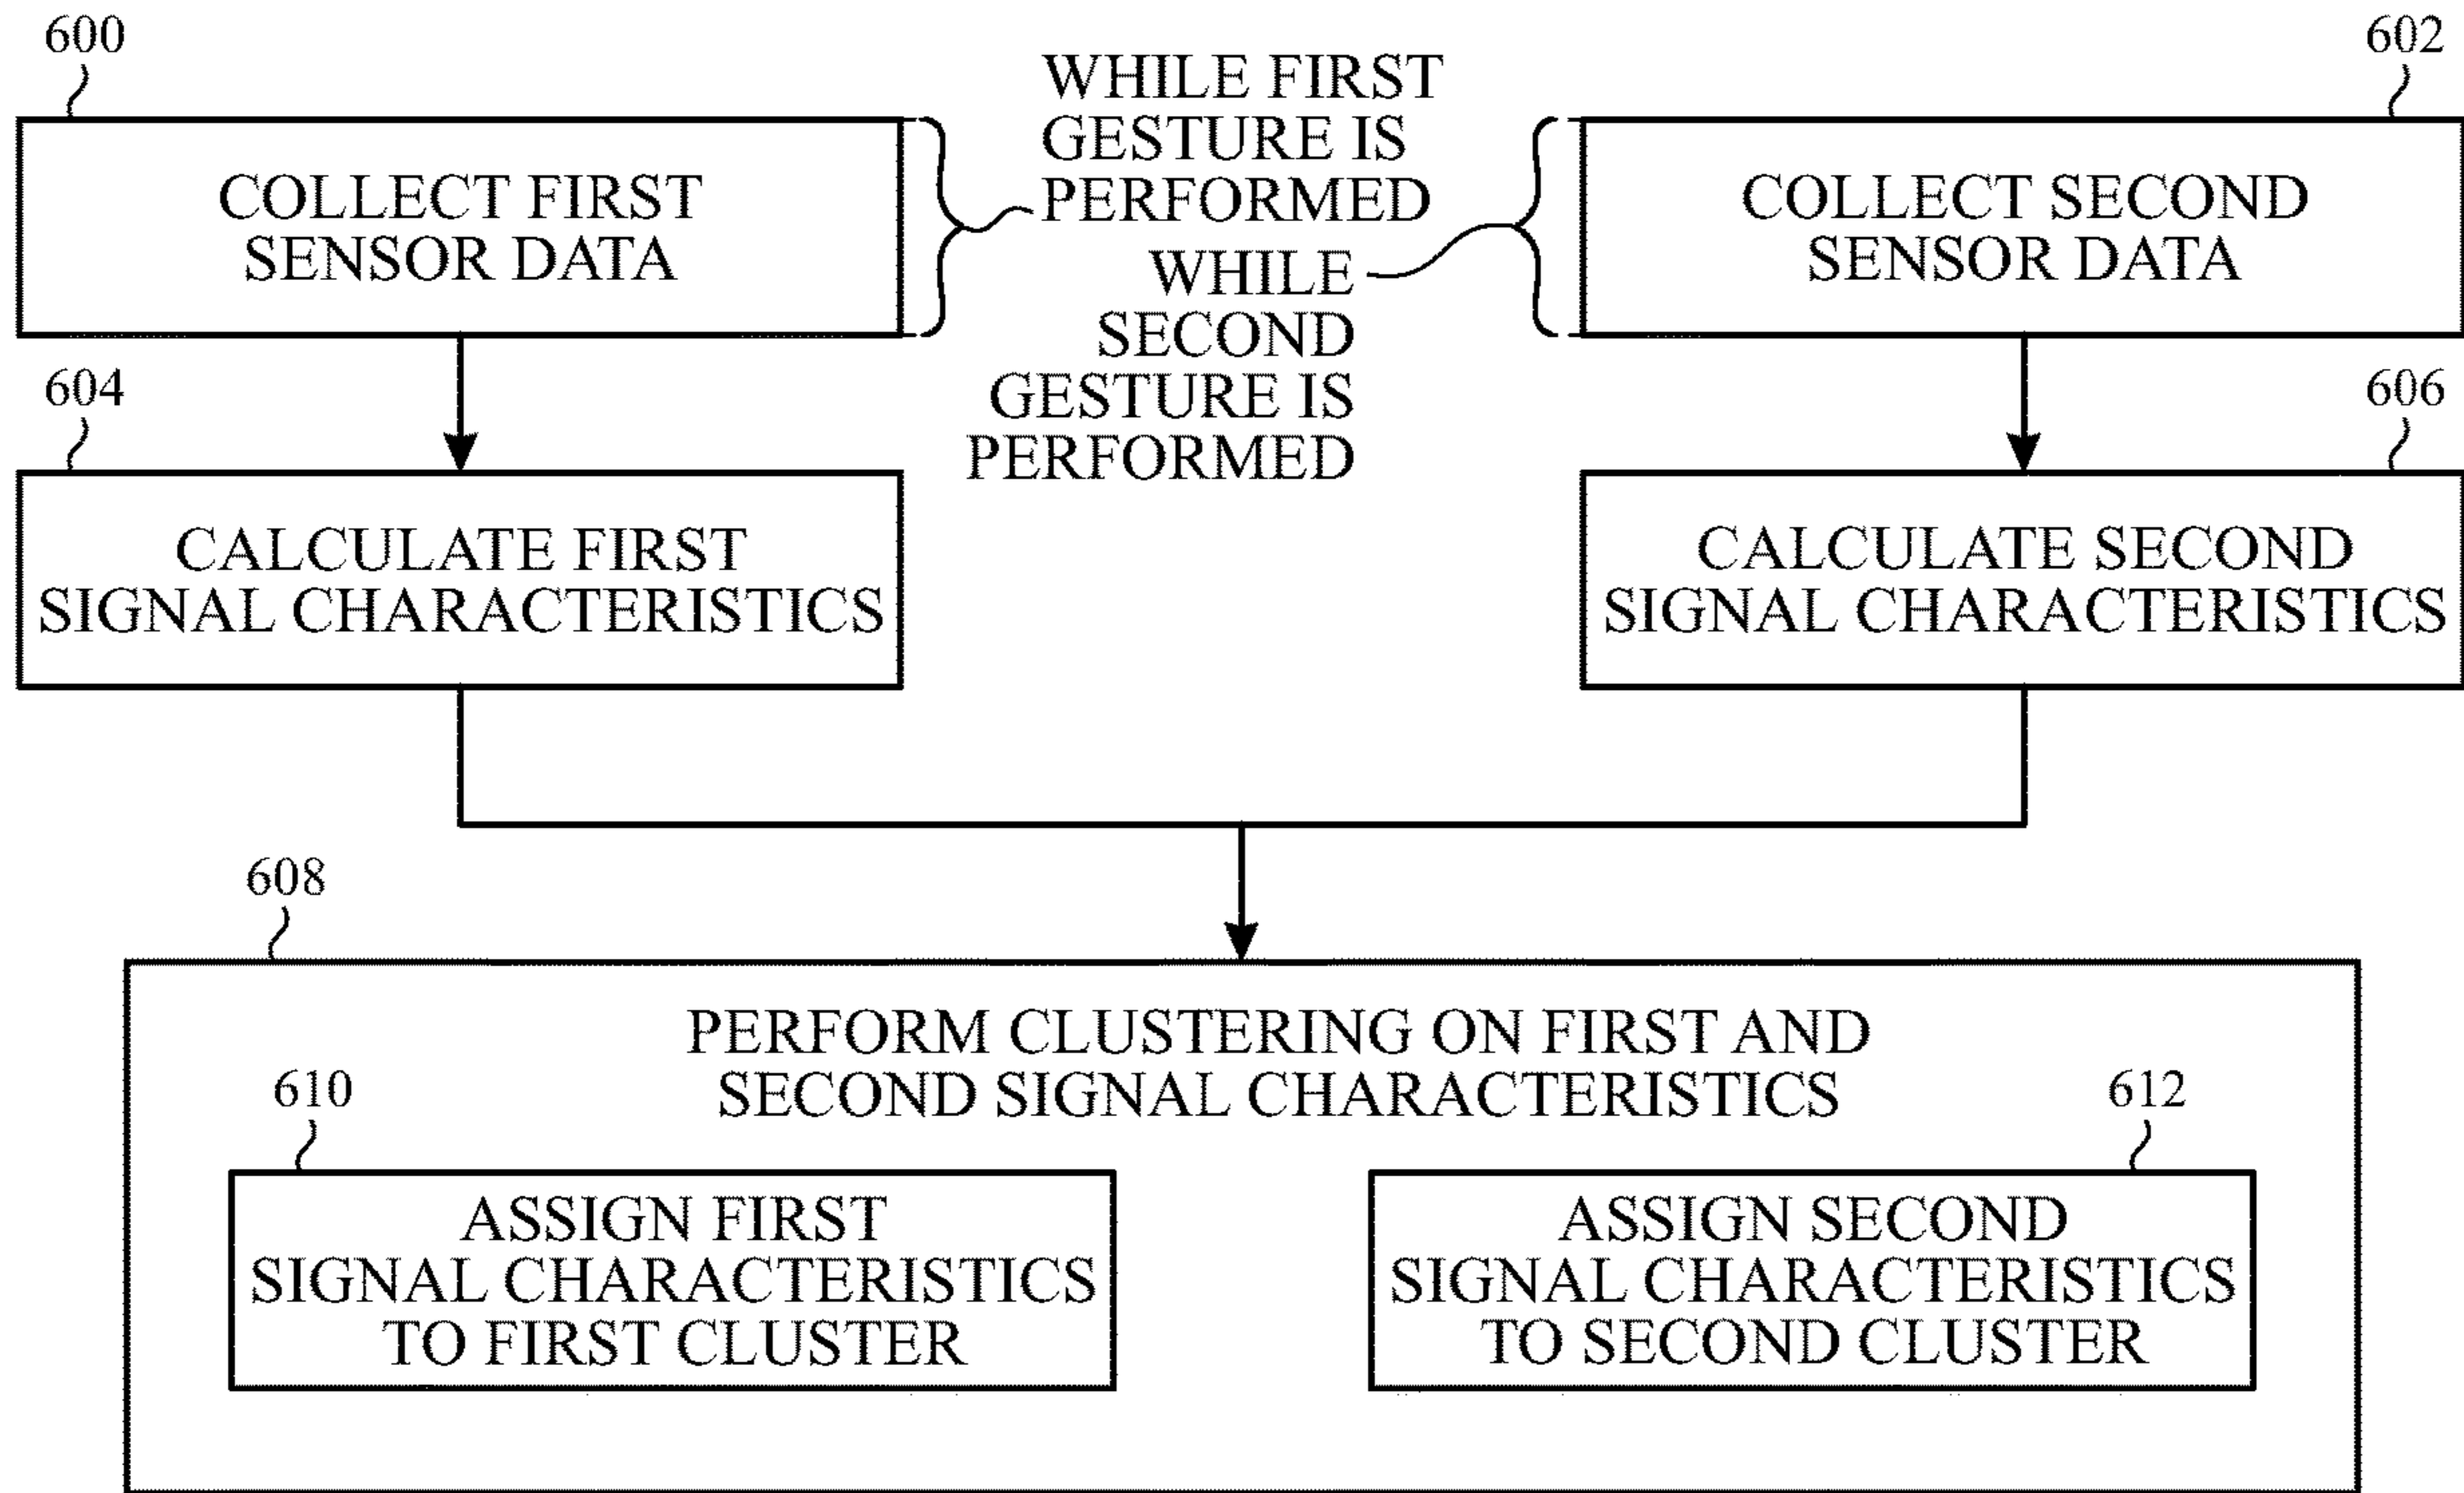 600
602
WHILE FIRST
GESTURE IS
PERFORMED
COLLECT FIRST
SENSOR DATA
COLLECT SECOND
SENSOR DATA
WHILE
SECOND
GESTURE IS
PERFORMED
604
606
CALCULATE FIRST
SIGNAL CHARACTERISTICS
CALCULATE SECOND
SIGNAL CHARACTERISTICS
608
PERFORM CLUSTERING ON FIRST AND
SECOND SIGNAL CHARACTERISTICS
610
612
ASSIGN FIRST
SIGNAL CHARACTERISTICS
TO FIRST CLUSTER
ASSIGN SECOND
SIGNAL CHARACTERISTICS
TO SECOND CLUSTER